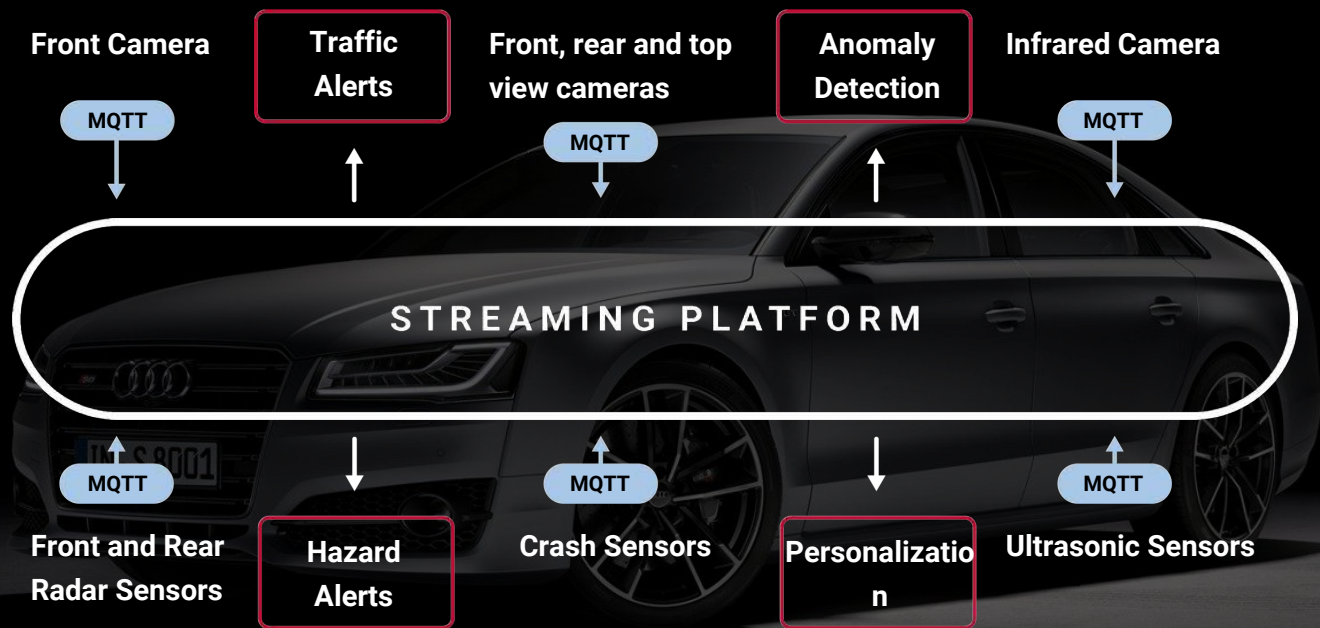 Front Camera
Traffic
Alerts
Front, rear and top
view cameras
Anomaly
Detection
Infrared Camera
MQTT
MQTT
MQTT
STREAMING PLATFORM
MQTT
MQTT
MQTT
Front and Rear
Radar Sensors
Hazard
Alerts
Crash Sensors
Personalizatio
n
Ultrasonic Sensors